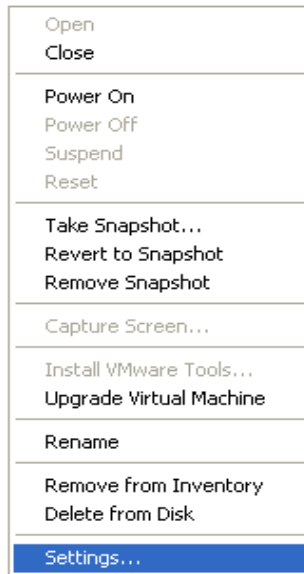 Open
Close
Power On
Power Off
Suspend
Reset
Take Snapshot...
Revert to Snapshot
Remove Snapshot
Capture Screen...
Install VMware Tools...
Upgrade Virtual Machine
Rename
Remove from Inventory
Delete from Disk
Settings...